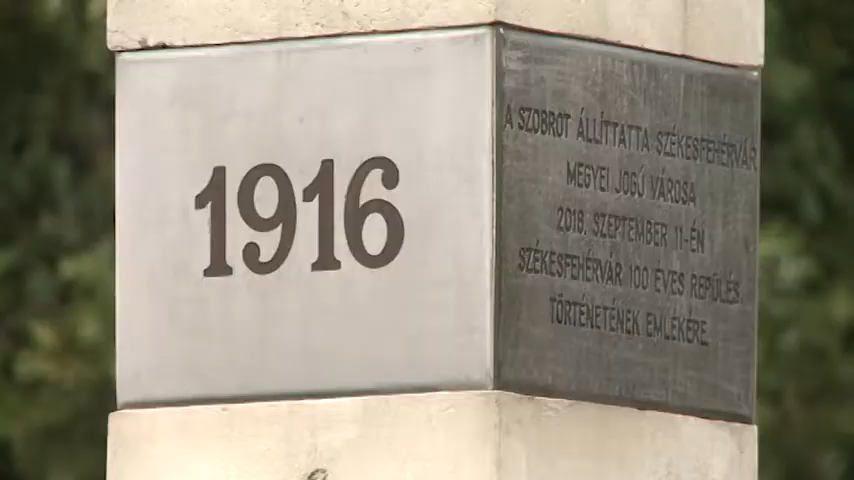 1916
A SZOBROT ÁLLÍTTATTA SZÉKESFEHÉRVÁR
MEGYEI JOGÚ VÁROSA
2018. SZEPTEMBER 11-ÉN
SZÉKESFEHÉRVÁR 100 ÉVES REPÜLÉS
TÖRTÉNETÉNEK EMLÉKÉRE